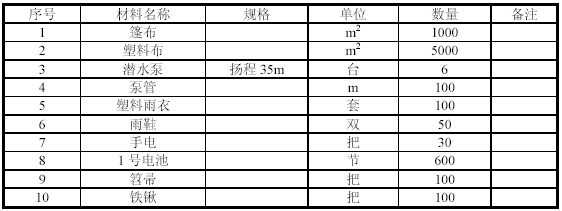 序号 材料名称 规格 单位 数量 备注
1 篷布 m² 1000
2 塑料布 m² 5000
3 潜水泵 扬程 35m 台 6
4 泵管 m 100
5 塑料雨衣 套 100
6 雨鞋 双 50
7 手电 把 30
8 1 号电池 节 600
9 笤帚 把 100
10 铁锹 把 100